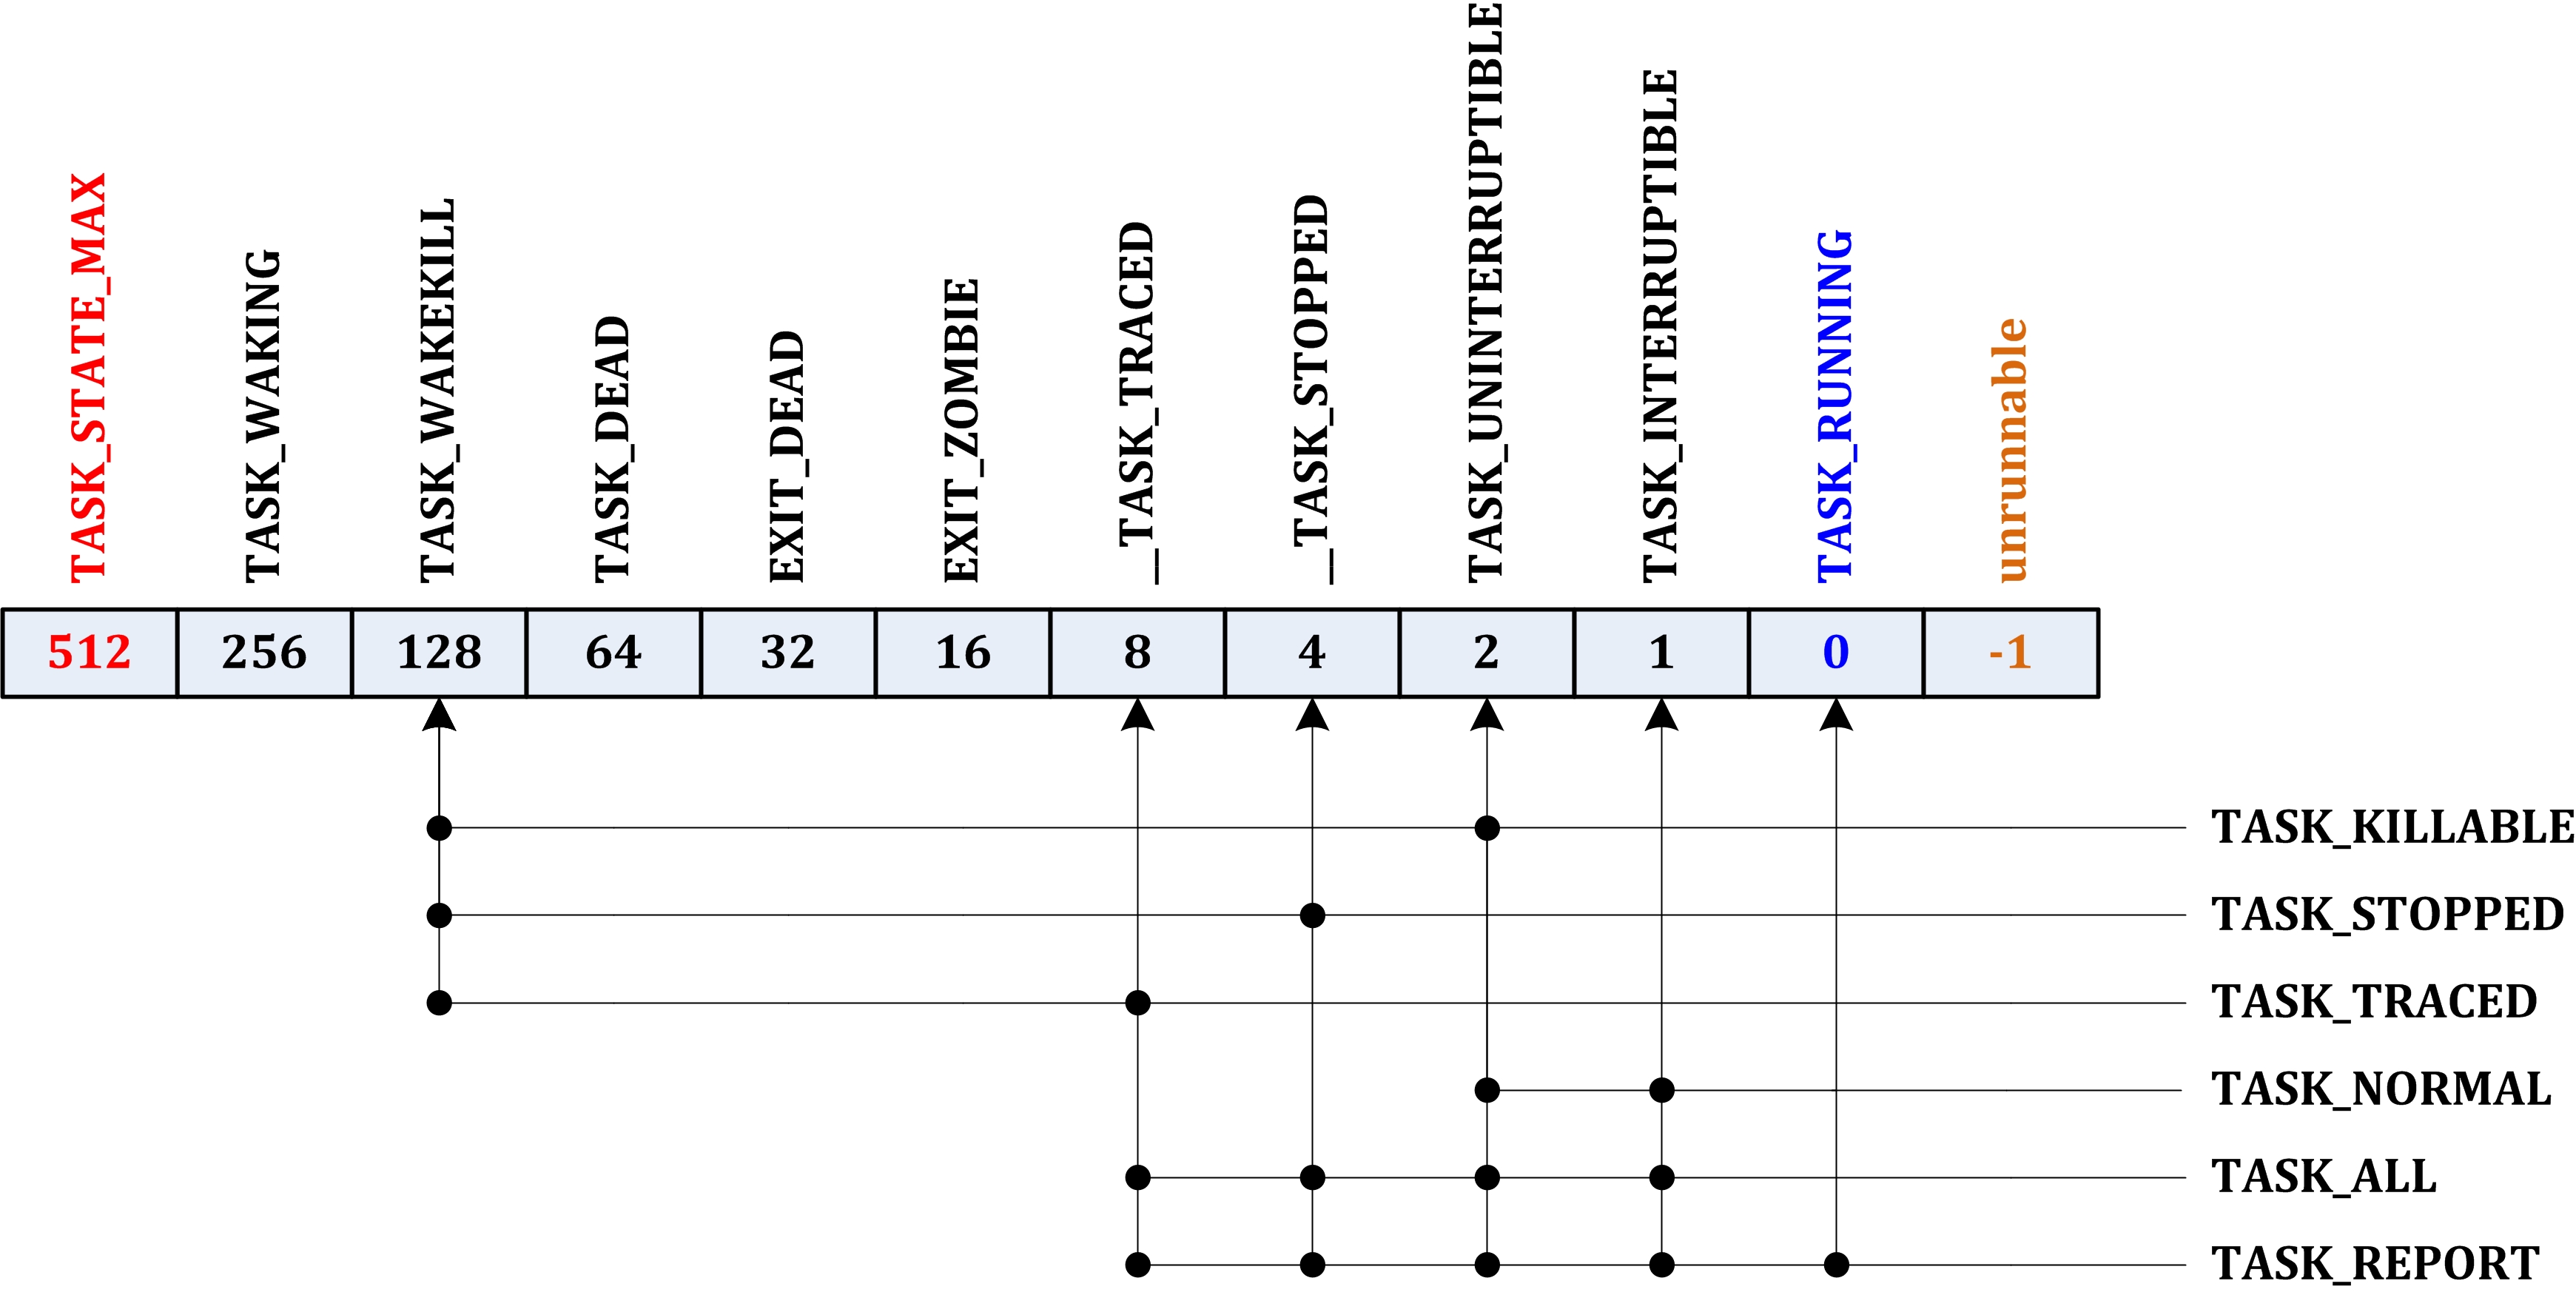 TASK_STATE_MAX
TASK_WAKING
TASK_WAKEKILL
TASK_DEAD
EXIT_DEAD
EXIT_ZOMBIE
__TASK_TRACED
__TASK_STOPPED
TASK_UNINTERRUPTIBLE
TASK_INTERRUPTIBLE
TASK_RUNNING
unrunnable
512 256 128 64 32 16 8 4 2 1 0 -1
TASK_KILLABLE
TASK_STOPPED
TASK_TRACED
TASK_NORMAL
TASK_ALL
TASK_REPORT